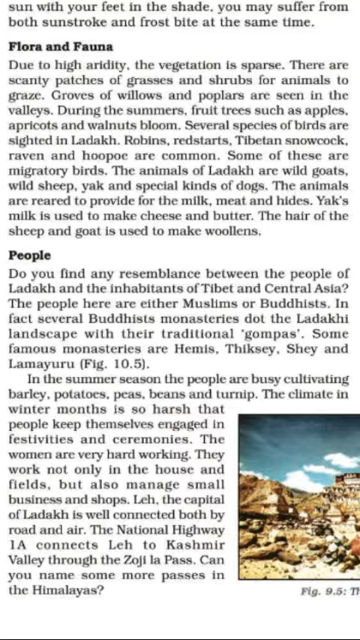 sun with your feet in the shade, you may suffer from
both sunstroke and frost bite at the same time.
Flora and Fauna
Due to high aridity, the vegetation is sparse. There are
scanty patches of grasses and shrubs for animals to
graze. Groves of willows and poplars are seen in the
valleys. During the summers, fruit trees such as apples,
apricots and walnuts bloom. Several species of birds are
sighted in Ladakh. Robins, redstarts, Tibetan snowcock,
raven and hoopoe are common. Some of these are
migratory birds. The animals of Ladakh are wild goats,
wild sheep, yak and special kinds of dogs. The animals
are reared to provide for the milk, meat and hides. Yak's
milk is used to make cheese and butter. The hair of the
sheep and goat is used to make woollens.
People
Do you find any resemblance between the people of
Ladakh and the inhabitants of Tibet and Central Asia?
The people here are either Muslims or Buddhists. In
fact several Buddhists monasteries dot the Ladakhi
landscape with their traditional 'gompas'. Some
famous monasteries are Hemis, Thiksey, Shey and
Lamayuru (Fig. 10.5).
In the summer season the people are busy cultivating
barley, potatoes, peas, beans and turnip. The climate in
winter months is so harsh that
people keep themselves engaged in
festivities and ceremonies. The
women are very hard working. They
work not only in the house and
fields, but also manage small
business and shops. Leh, the capital
of Ladakh is well connected both by
road and air. The National Highway
1A connects Leh to Kashmir
Valley through the Zoji la Pass. Can
you name some more passes in
the Himalayas?
Fig. 9.5: Th